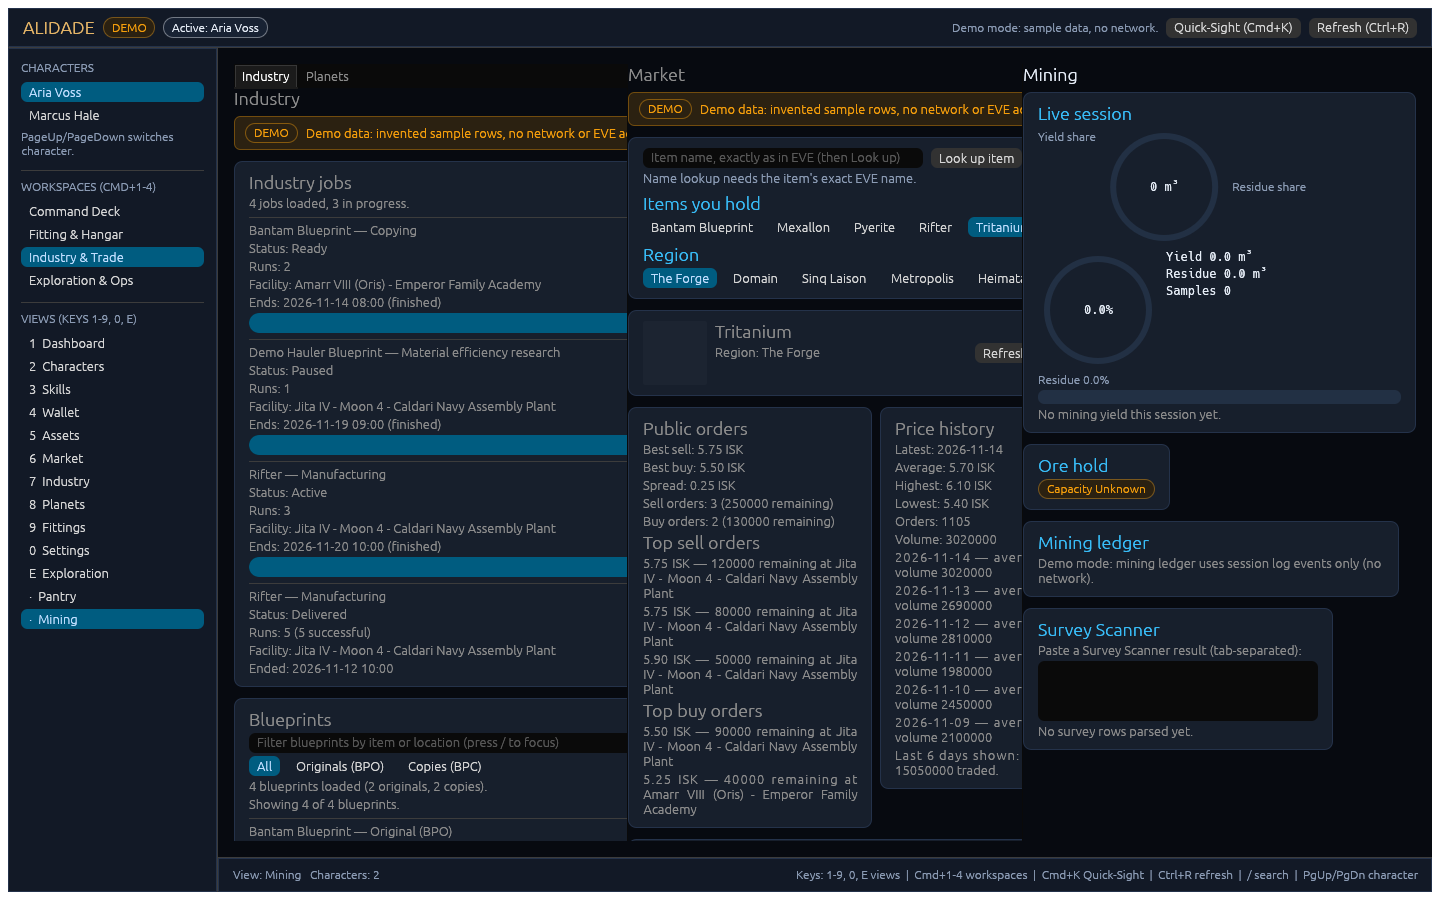 ALIDADE
DEMO
Active: Aria Voss
Demo mode: sample data, no network.
Quick-Sight (Cmd+K)
Refresh (Ctrl+R)
CHARACTERS
Aria Voss
Marcus Hale
PageUp/PageDown switches
character.
WORKSPACES (CMD+1-4)
Command Deck
Fitting & Hangar
Industry & Trade
Exploration & Ops
VIEWS (KEYS 1-9, 0, E)
1 Dashboard
2 Characters
3 Skills
4 Wallet
5 Assets
6 Market
7 Industry
8 Planets
9 Fittings
0 Settings
E Exploration
· Pantry
· Mining
Industry
Planets
Industry
DEMO
Demo data: invented sample rows, no network or EVE
Industry jobs
4 jobs loaded, 3 in progress.
Bantam Blueprint — Copying
Status: Ready
Runs: 2
Facility: Amarr VIII (Oris) - Emperor Family Academy
Ends: 2026-11-14 08:00 (finished)
Demo Hauler Blueprint — Material efficiency research
Status: Paused
Runs: 1
Facility: Jita IV - Moon 4 - Caldari Navy Assembly Plant
Ends: 2026-11-19 09:00 (finished)
Rifter — Manufacturing
Status: Active
Runs: 3
Facility: Jita IV - Moon 4 - Caldari Navy Assembly Plant
Ends: 2026-11-20 10:00 (finished)
Rifter — Manufacturing
Status: Delivered
Runs: 5 (5 successful)
Facility: Jita IV - Moon 4 - Caldari Navy Assembly Plant
Ended: 2026-11-12 10:00
Blueprints
Filter blueprints by item or location (press / to focus)
All
Originals (BPO)
Copies (BPC)
4 blueprints loaded (2 originals, 2 copies).
Showing 4 of 4 blueprints.
Bantam Blueprint — Original (BPO)
Market
DEMO
Demo data: invented sample rows, no network or EVE
Item name, exactly as in EVE (then Look up)
Look up item
Name lookup needs the item's exact EVE name.
Items you hold
Bantam Blueprint
Mexallon
Pyerite
Rifter
Tritaniu
Region
The Forge
Domain
Sinq Laison
Metropolis
Heimata
Tritanium
Region: The Forge
Refres
Public orders
Best sell: 5.75 ISK
Best buy: 5.50 ISK
Spread: 0.25 ISK
Sell orders: 3 (250000 remaining)
Buy orders: 2 (130000 remaining)
Top sell orders
5.75 ISK — 120000 remaining at Jita
IV - Moon 4 - Caldari Navy Assembly
Plant
5.75 ISK — 80000 remaining at Jita
IV - Moon 4 - Caldari Navy Assembly
Plant
5.90 ISK — 50000 remaining at Jita
IV - Moon 4 - Caldari Navy Assembly
Plant
Top buy orders
5.50 ISK — 90000 remaining at Jita
IV - Moon 4 - Caldari Navy Assembly
Plant
5.25 ISK — 40000 remaining at
Amarr VIII (Oris) - Emperor Family
Academy
Price history
Latest: 2026-11-14
Average: 5.70 ISK
Highest: 6.10 ISK
Lowest: 5.40 ISK
Orders: 1105
Volume: 3020000
2026-11-14 — aver
volume 3020000
2026-11-13 — aver
volume 2690000
2026-11-12 — aver
volume 2810000
2026-11-11 — aver
volume 1980000
2026-11-10 — aver
volume 2450000
2026-11-09 — aver
volume 2100000
Last 6 days shown:
15050000 traded.
Mining
Live session
Yield share
0 m³
Residue share
0.0%
Yield 0.0 m³
Residue 0.0 m³
Samples 0
Residue 0.0%
No mining yield this session yet.
Ore hold
Capacity Unknown
Mining ledger
Demo mode: mining ledger uses session log events only (no
network).
Survey Scanner
Paste a Survey Scanner result (tab-separated):
No survey rows parsed yet.
View: Mining Characters: 2
Keys: 1-9, 0, E views | Cmd+1-4 workspaces | Cmd+K Quick-Sight | Ctrl+R refresh | / search | PgUp/PgDn character